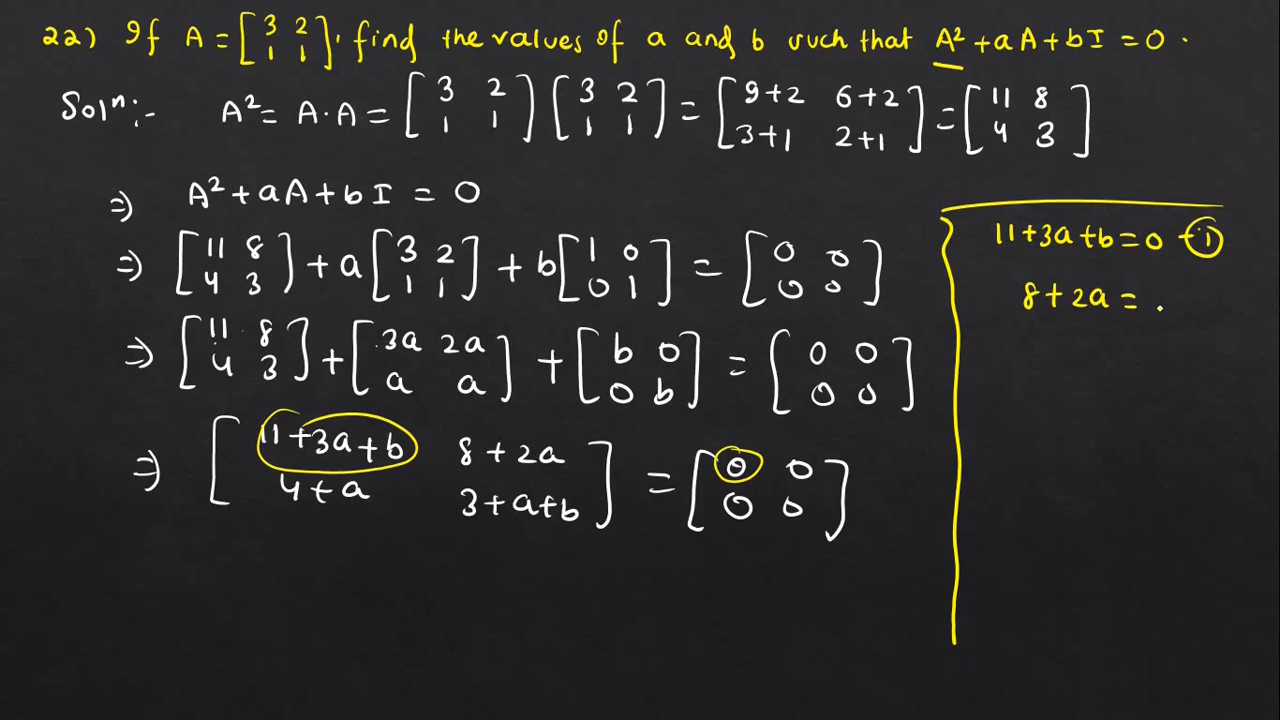 22) If A = [3 2 1 1], find the values of a and b such that A² + aA + bI = 0.
Solⁿ:- A² = A·A = [3 2 1 1] [3 2 1 1] = [9+2 6+2 3+1 2+1] = [11 8 4 3]
⇒ A² + aA + bI = 0
⇒ [11 8 4 3] + a[3 2 1 1] + b[1 0 0 1] = [0 0 0 0]
⇒ [11 8 4 3] + [3a 2a a a] + [b 0 0 b] = [0 0 0 0]
⇒ [11+3a+b 8+2a 4+a 3+a+b] = [0 0 0 0]
11+3a+b=0 -①
8+2a =